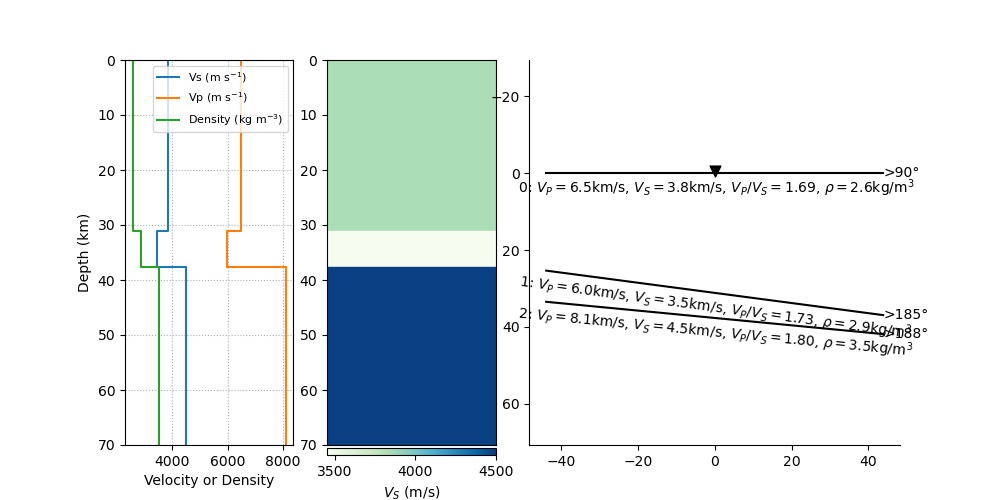 0
10
20
30
40
50
60
70
Depth (km)
4000 6000 8000
Velocity or Density
Vs (m s⁻¹)
Vp (m s⁻¹)
Density (kg m⁻³)
0
10
20
30
40
50
60
70
3500 4000 4500
V_S (m/s)
−20
0
20
40
60
−40 −20 0 20 40
>90°
0: V_P = 6.5km/s, V_S = 3.8km/s, V_P/V_S = 1.69, ρ = 2.6kg/m³
>185°
1: V_P = 6.0km/s, V_S = 3.5km/s, V_P/V_S = 1.73, ρ = 2.9kg/m³
>188°
2: V_P = 8.1km/s, V_S = 4.5km/s, V_P/V_S = 1.80, ρ = 3.5kg/m³